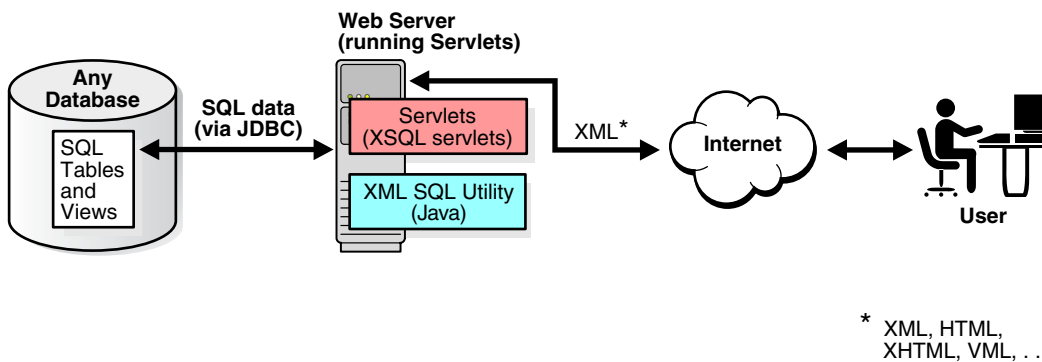 Web Server
(running Servlets)
Any
Database
SQL data
(via JDBC)
SQL
Tables
and
Views
Servlets
(XSQL servlets)
XML SQL Utility
(Java)
XML*
Internet
User
* XML, HTML,
XHTML, VML, . .